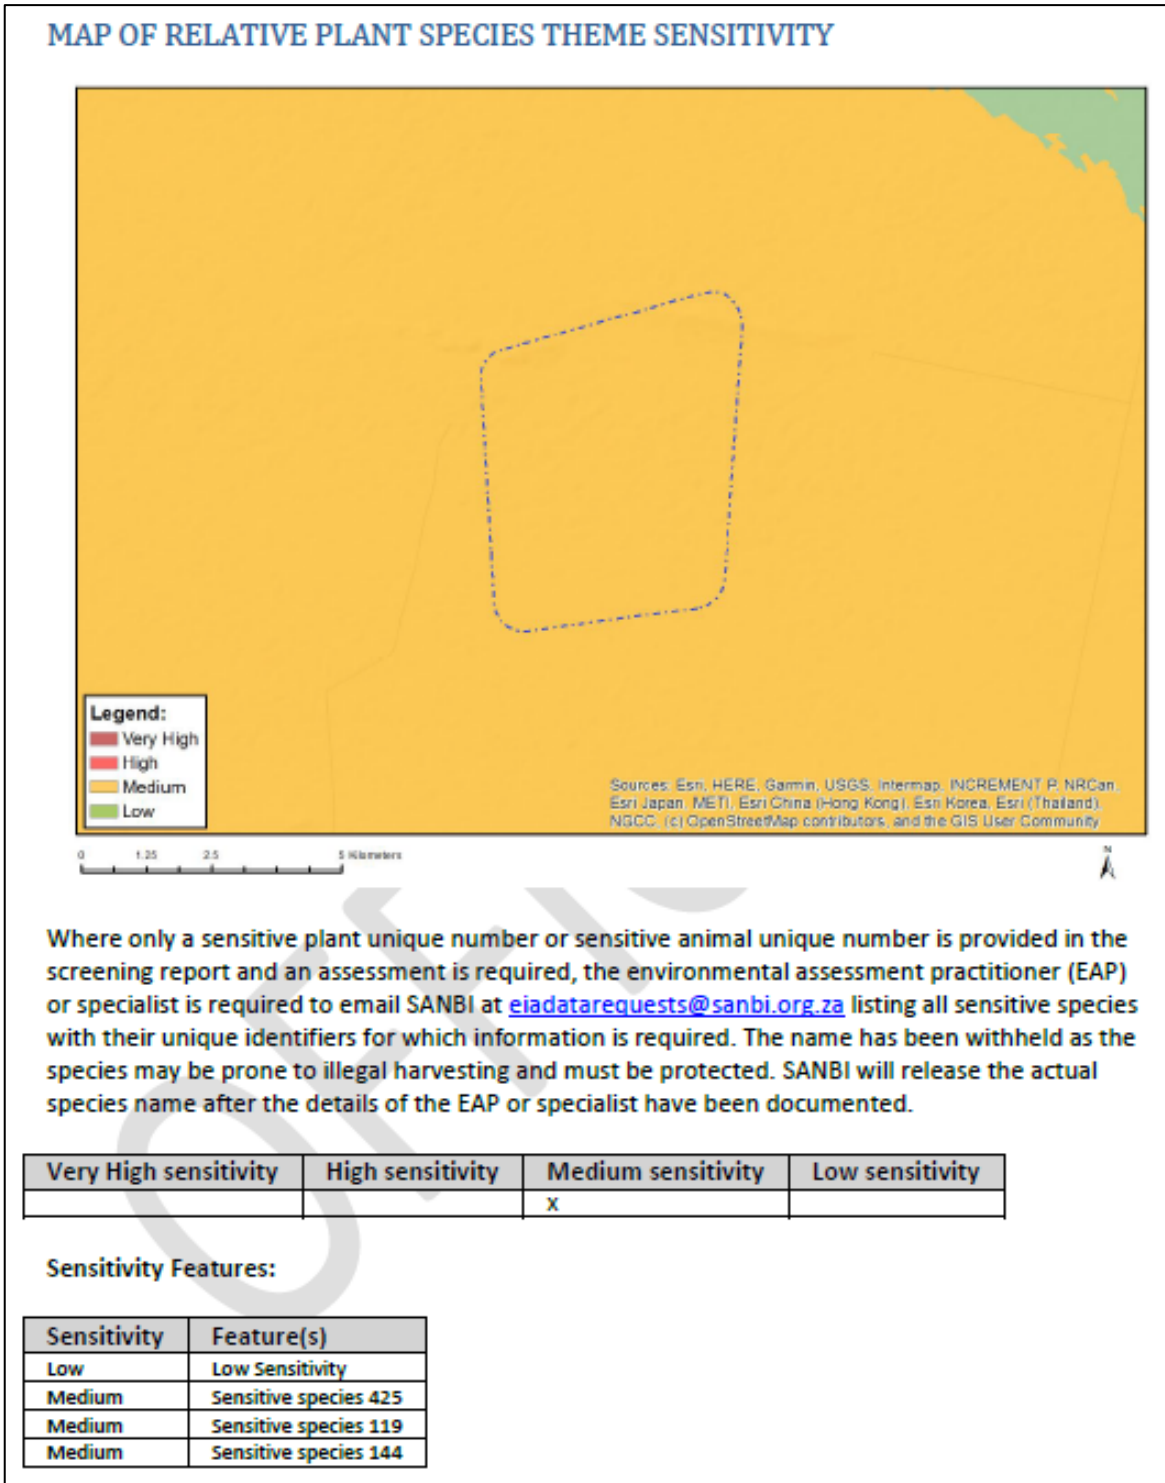 MAP OF RELATIVE PLANT SPECIES THEME SENSITIVITY
Legend:
Very High
High
Medium
Low
Sources: Esri, HERE, Garmin, USGS, Intermap, INCREMENT P, NRCan,
Esri Japan, METI, Esri China (Hong Kong), Esri Korea, Esri (Thailand),
NGCC, (c) OpenStreetMap contributors, and the GIS User Community
0 1.25 2.5 5 Kilometers
N
Where only a sensitive plant unique number or sensitive animal unique number is provided in the
screening report and an assessment is required, the environmental assessment practitioner (EAP)
or specialist is required to email SANBI at eiadatarequests@sanbi.org.za listing all sensitive species
with their unique identifiers for which information is required. The name has been withheld as the
species may be prone to illegal harvesting and must be protected. SANBI will release the actual
species name after the details of the EAP or specialist have been documented.
Very High sensitivity High sensitivity Medium sensitivity Low sensitivity
X
Sensitivity Features:
Sensitivity Feature(s)
Low Low Sensitivity
Medium Sensitive species 425
Medium Sensitive species 119
Medium Sensitive species 144